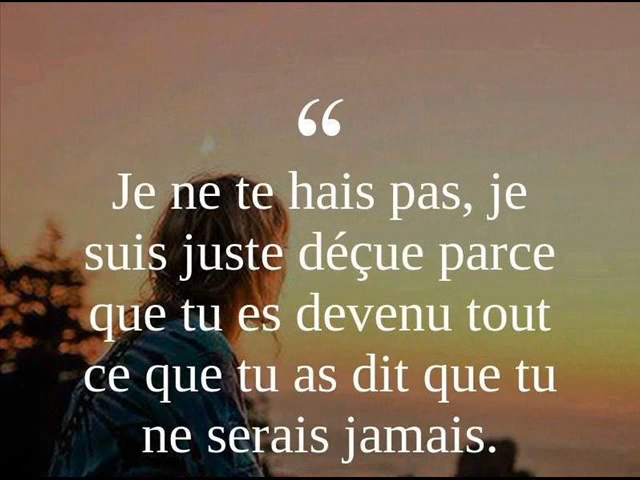 “
Je ne te hais pas, je
suis juste déçue parce
que tu es devenu tout
ce que tu as dit que tu
ne serais jamais.